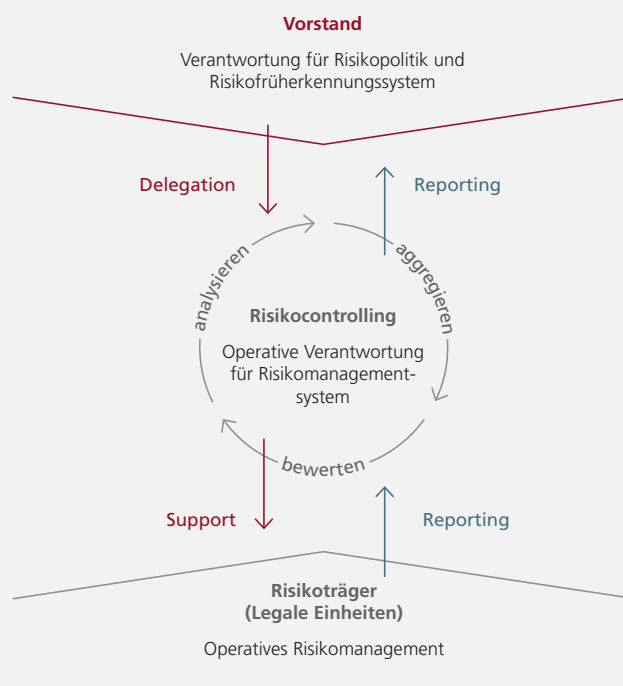 Vorstand
Verantwortung für Risikopolitik und
Risikofrüherkennungssystem
Delegation
Reporting
analysieren
aggregieren
Risikocontrolling
Operative Verantwortung
für Risikomanagement-
system
bewerten
Support
Reporting
Risikoträger
(Legale Einheiten)
Operatives Risikomanagement